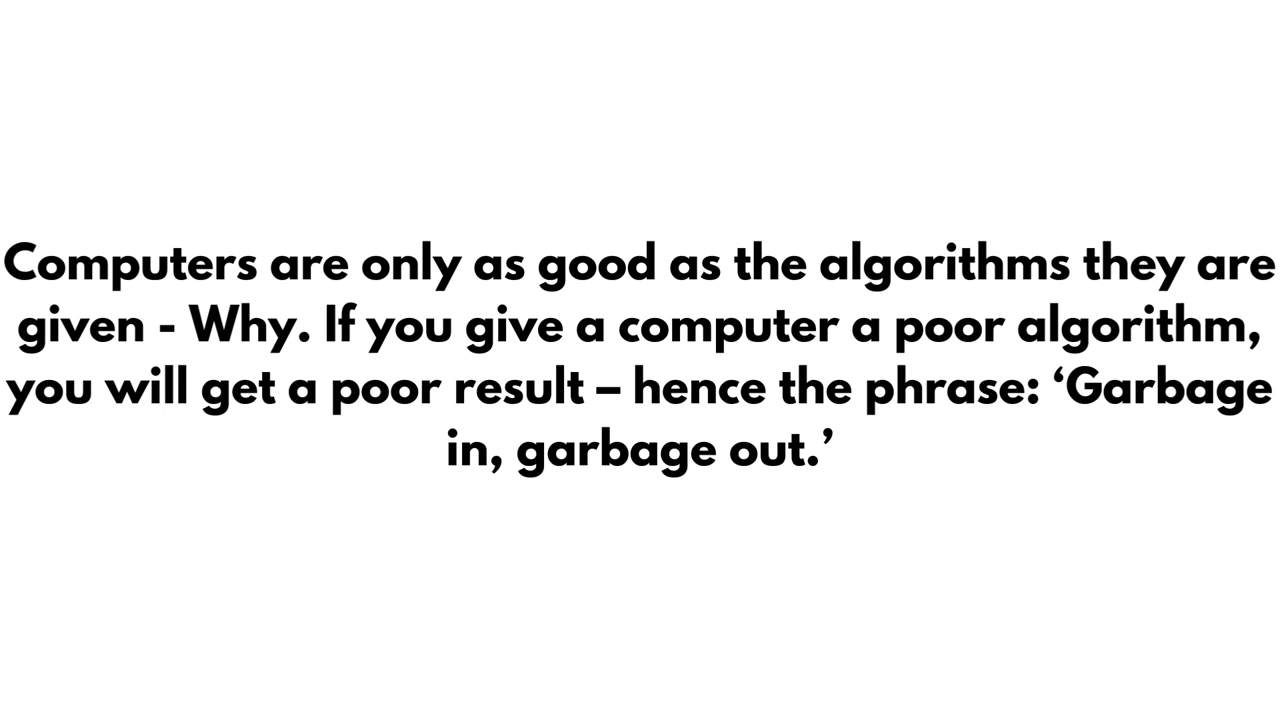 Computers are only as good as the algorithms they are
given - Why. If you give a computer a poor algorithm,
you will get a poor result – hence the phrase: ‘Garbage
in, garbage out.’